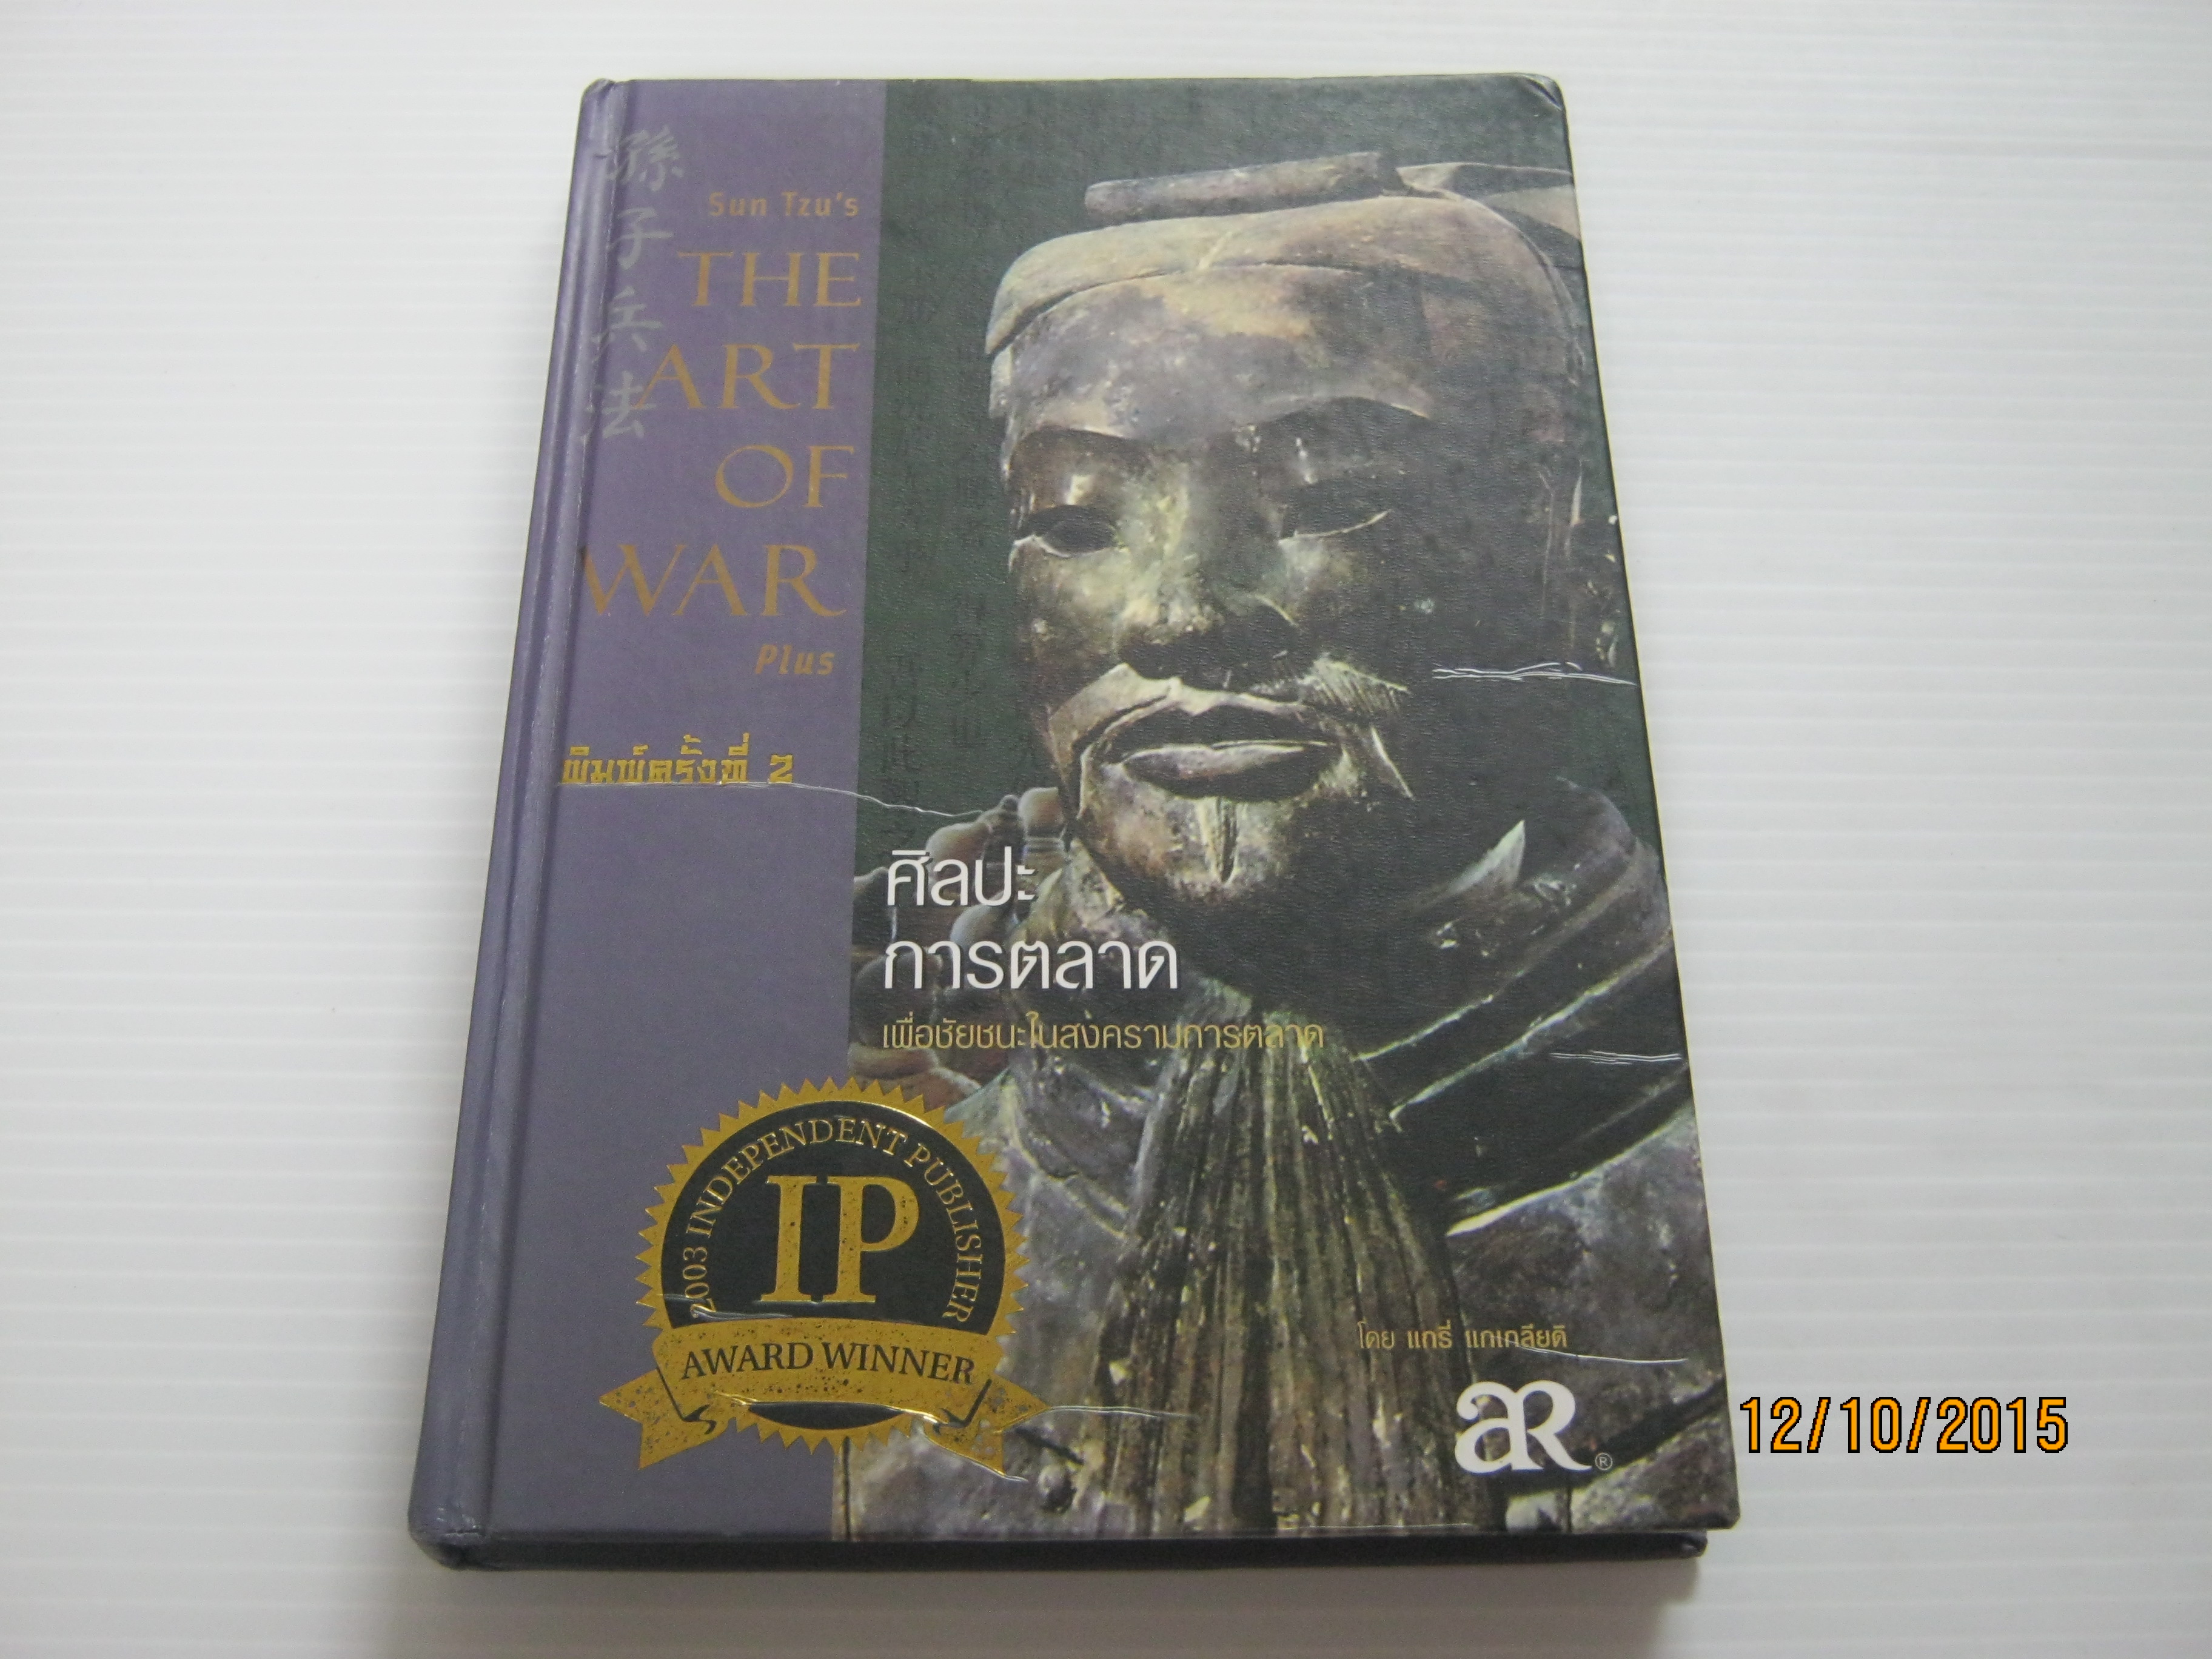 孫子兵法
Sun Tzu's
THE
ART
OF
WAR
Plus
พิมพ์ครั้งที่ 2
ศิลปะ
การตลาด
เพื่อชัยชนะในสงครามการตลาด
2003 INDEPENDENT PUBLISHER
IP
AWARD WINNER
โดย แกรี่ แกเกลียดิ
aR®
12/10/2015